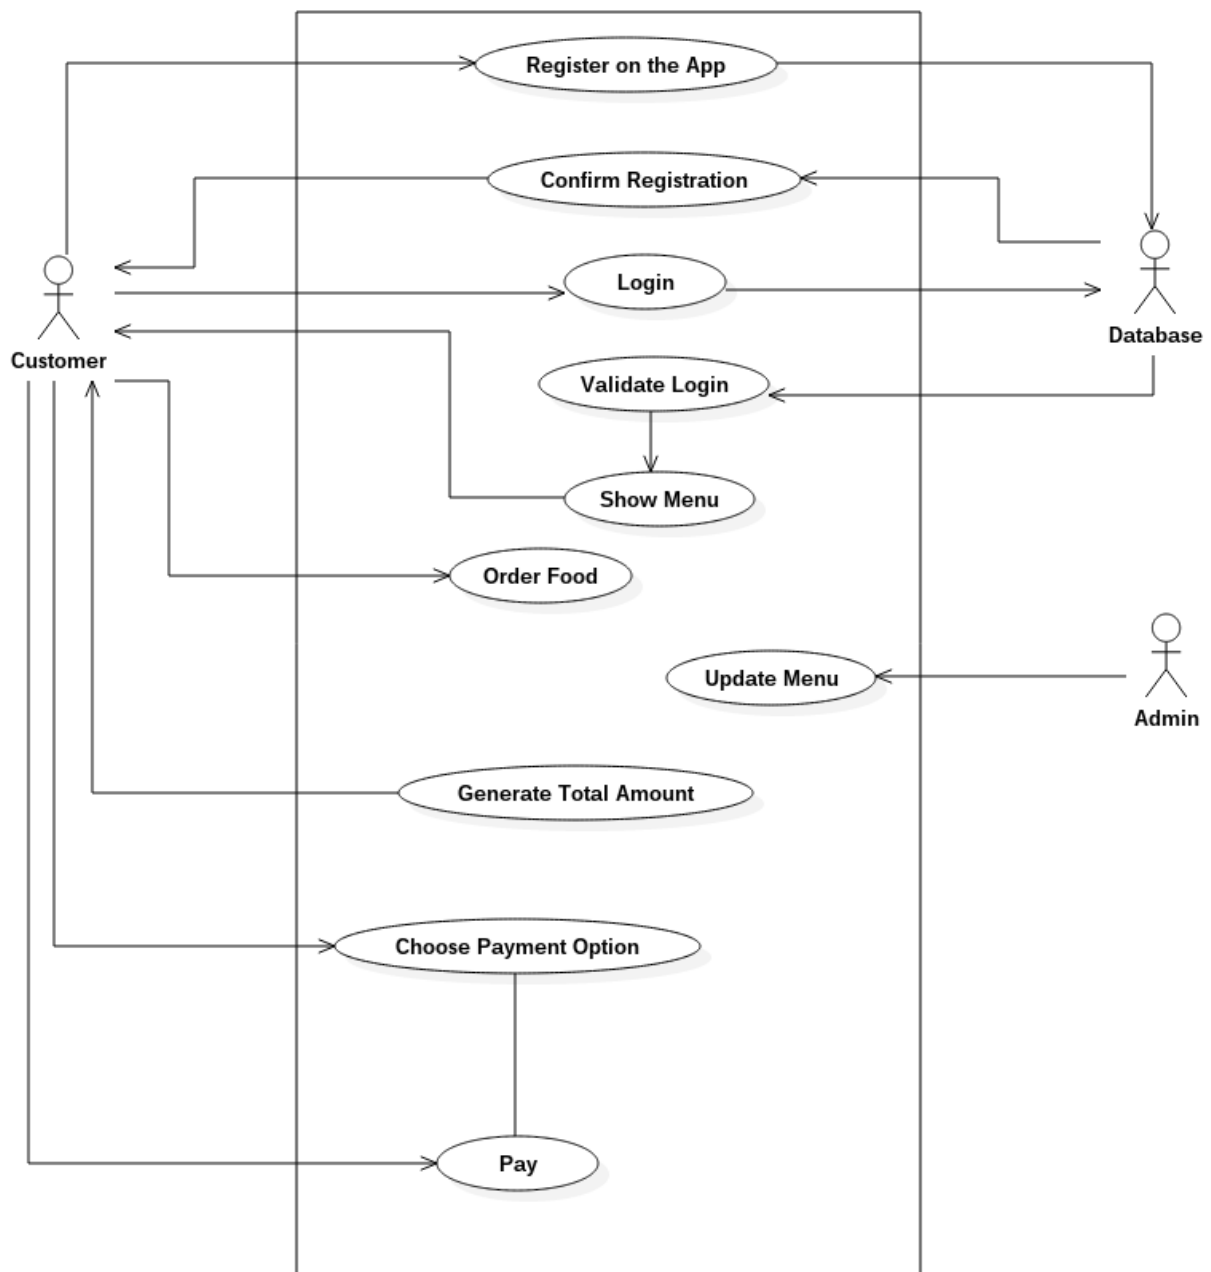 Register on the App
Confirm Registration
Login
Database
Customer
Validate Login
Show Menu
Order Food
Update Menu
Admin
Generate Total Amount
Choose Payment Option
Pay